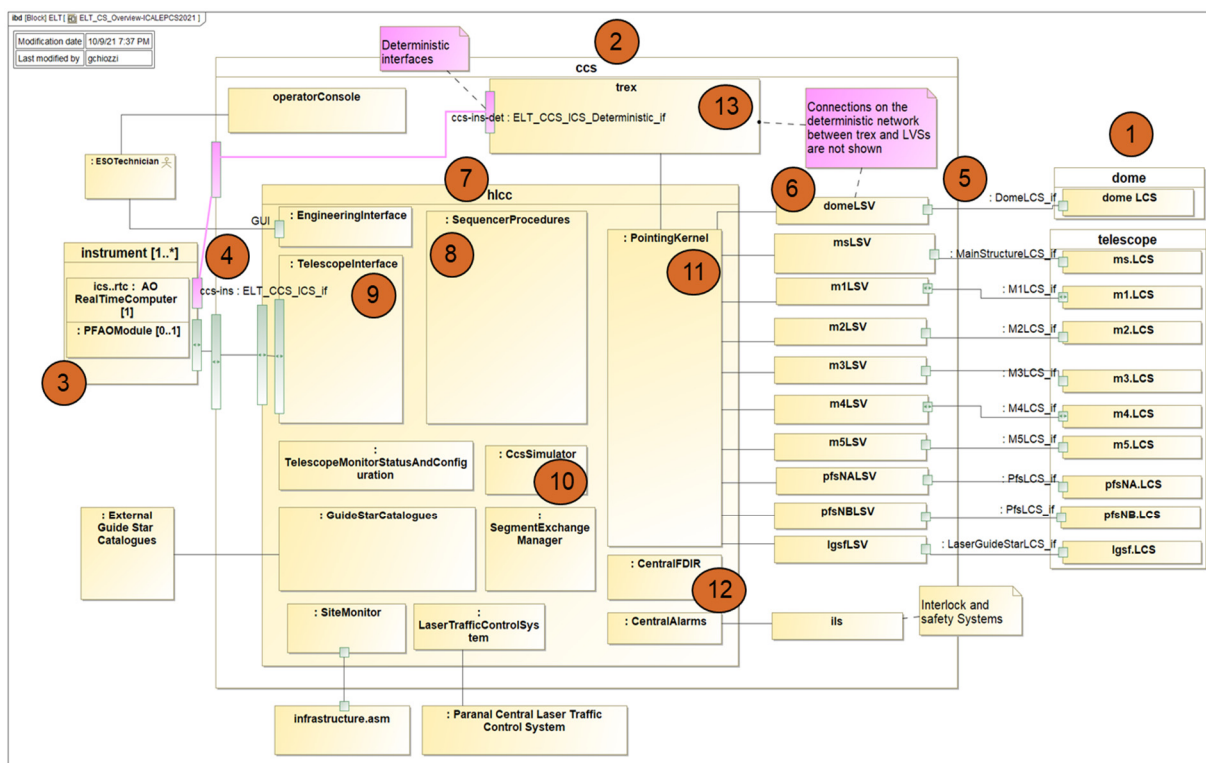 ibd [Block] ELT [ ELT_CS_Overview-ICALEPCS2021 ]
Modification date 10/9/21 7:37 PM
Last modified by gchiozzi
Deterministic
interfaces
2
ccs
operatorConsole
trex
13
ccs-ins-det : ELT_CCS_ICS_Deterministic_if
Connections on the
deterministic network
between trex and LVSs
are not shown
1
: ESOTechnician
7
hlcc
6
5
dome
: DomeLCS_if
dome LCS
domeLSV
GUI
: EngineeringInterface
: SequencerProcedures
8
: PointingKernel
11
telescope
instrument [1..*]
4
ics..rtc : AO
RealTimeComputer
[1]
: PFAOModule [0..1]
3
ccs-ins : ELT_CCS_ICS_if
: TelescopeInterface
9
msLSV
: MainStructureLCS_if
ms.LCS
m1LSV
: M1LCS_if
m1.LCS
m2LSV
: M2LCS_if
m2.LCS
m3LSV
: M3LCS_if
m3.LCS
m4LSV
: M4LCS_if
m4.LCS
m5LSV
: M5LCS_if
m5.LCS
:
TelescopeMonitorStatusAndConfig
uration
: CcsSimulator
10
pfsNALSV
: PfsLCS_if
pfsNA.LCS
: External
Guide Star
Catalogues
: GuideStarCatalogues
: SegmentExchange
Manager
pfsNBLSV
: PfsLCS_if
pfsNB.LCS
lgsfLSV
: LaserGuideStarLCS_if
lgsf.LCS
: CentralFDIR
12
: SiteMonitor
:
LaserTrafficControlSys
tem
: CentralAlarms
ils
Interlock and
safety Systems
infrastructure.asm
: Paranal Central Laser Traffic
Control System